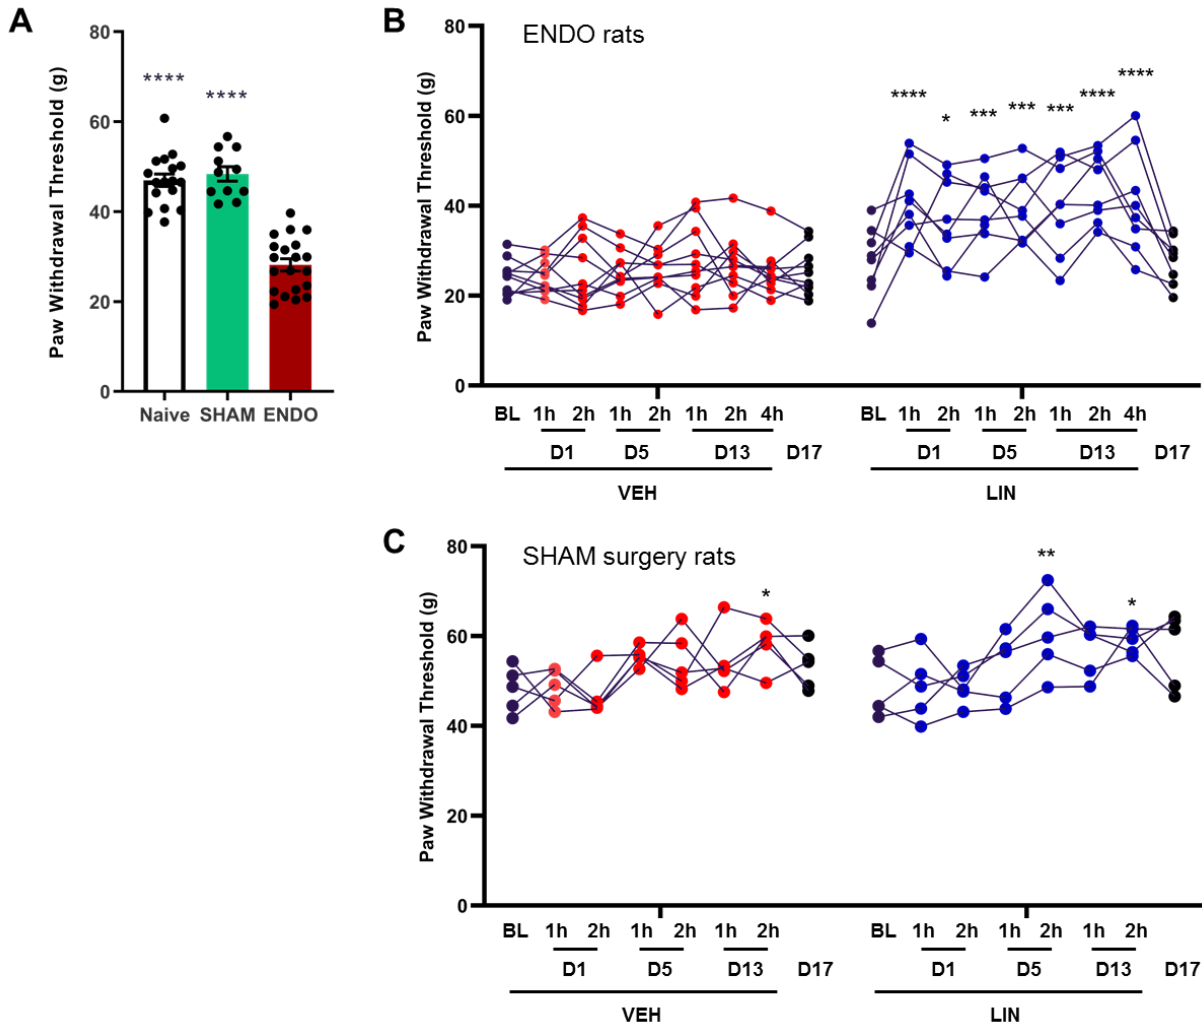 A
Paw Withdrawal Threshold (g)
80
60
40
20
0
****
****
Naive SHAM ENDO
B
ENDO rats
Paw Withdrawal Threshold (g)
80
60
40
20
0
**** * *** *** *** **** ****
BL 1h 2h 1h 2h 1h 2h 4h BL 1h 2h 1h 2h 1h 2h 4h
D1 D5 D13 D17 D1 D5 D13 D17
VEH LIN
C
SHAM surgery rats
Paw Withdrawal Threshold (g)
80
60
40
20
0
* ** *
BL 1h 2h 1h 2h 1h 2h BL 1h 2h 1h 2h 1h 2h
D1 D5 D13 D17 D1 D5 D13 D17
VEH LIN